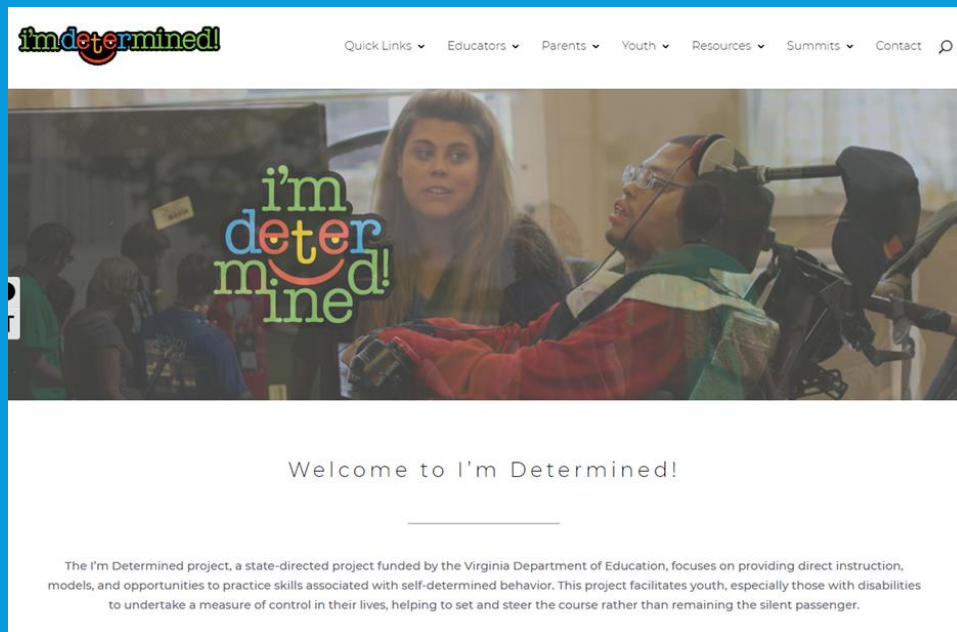 i'm determined!
Quick Links Educators Parents Youth Resources Summits Contact
i'm
deter
mined!
ine
T
Welcome to I'm Determined!
The I'm Determined project, a state-directed project funded by the Virginia Department of Education, focuses on providing direct instruction,
models, and opportunities to practice skills associated with self-determined behavior. This project facilitates youth, especially those with disabilities
to undertake a measure of control in their lives, helping to set and steer the course rather than remaining the silent passenger.